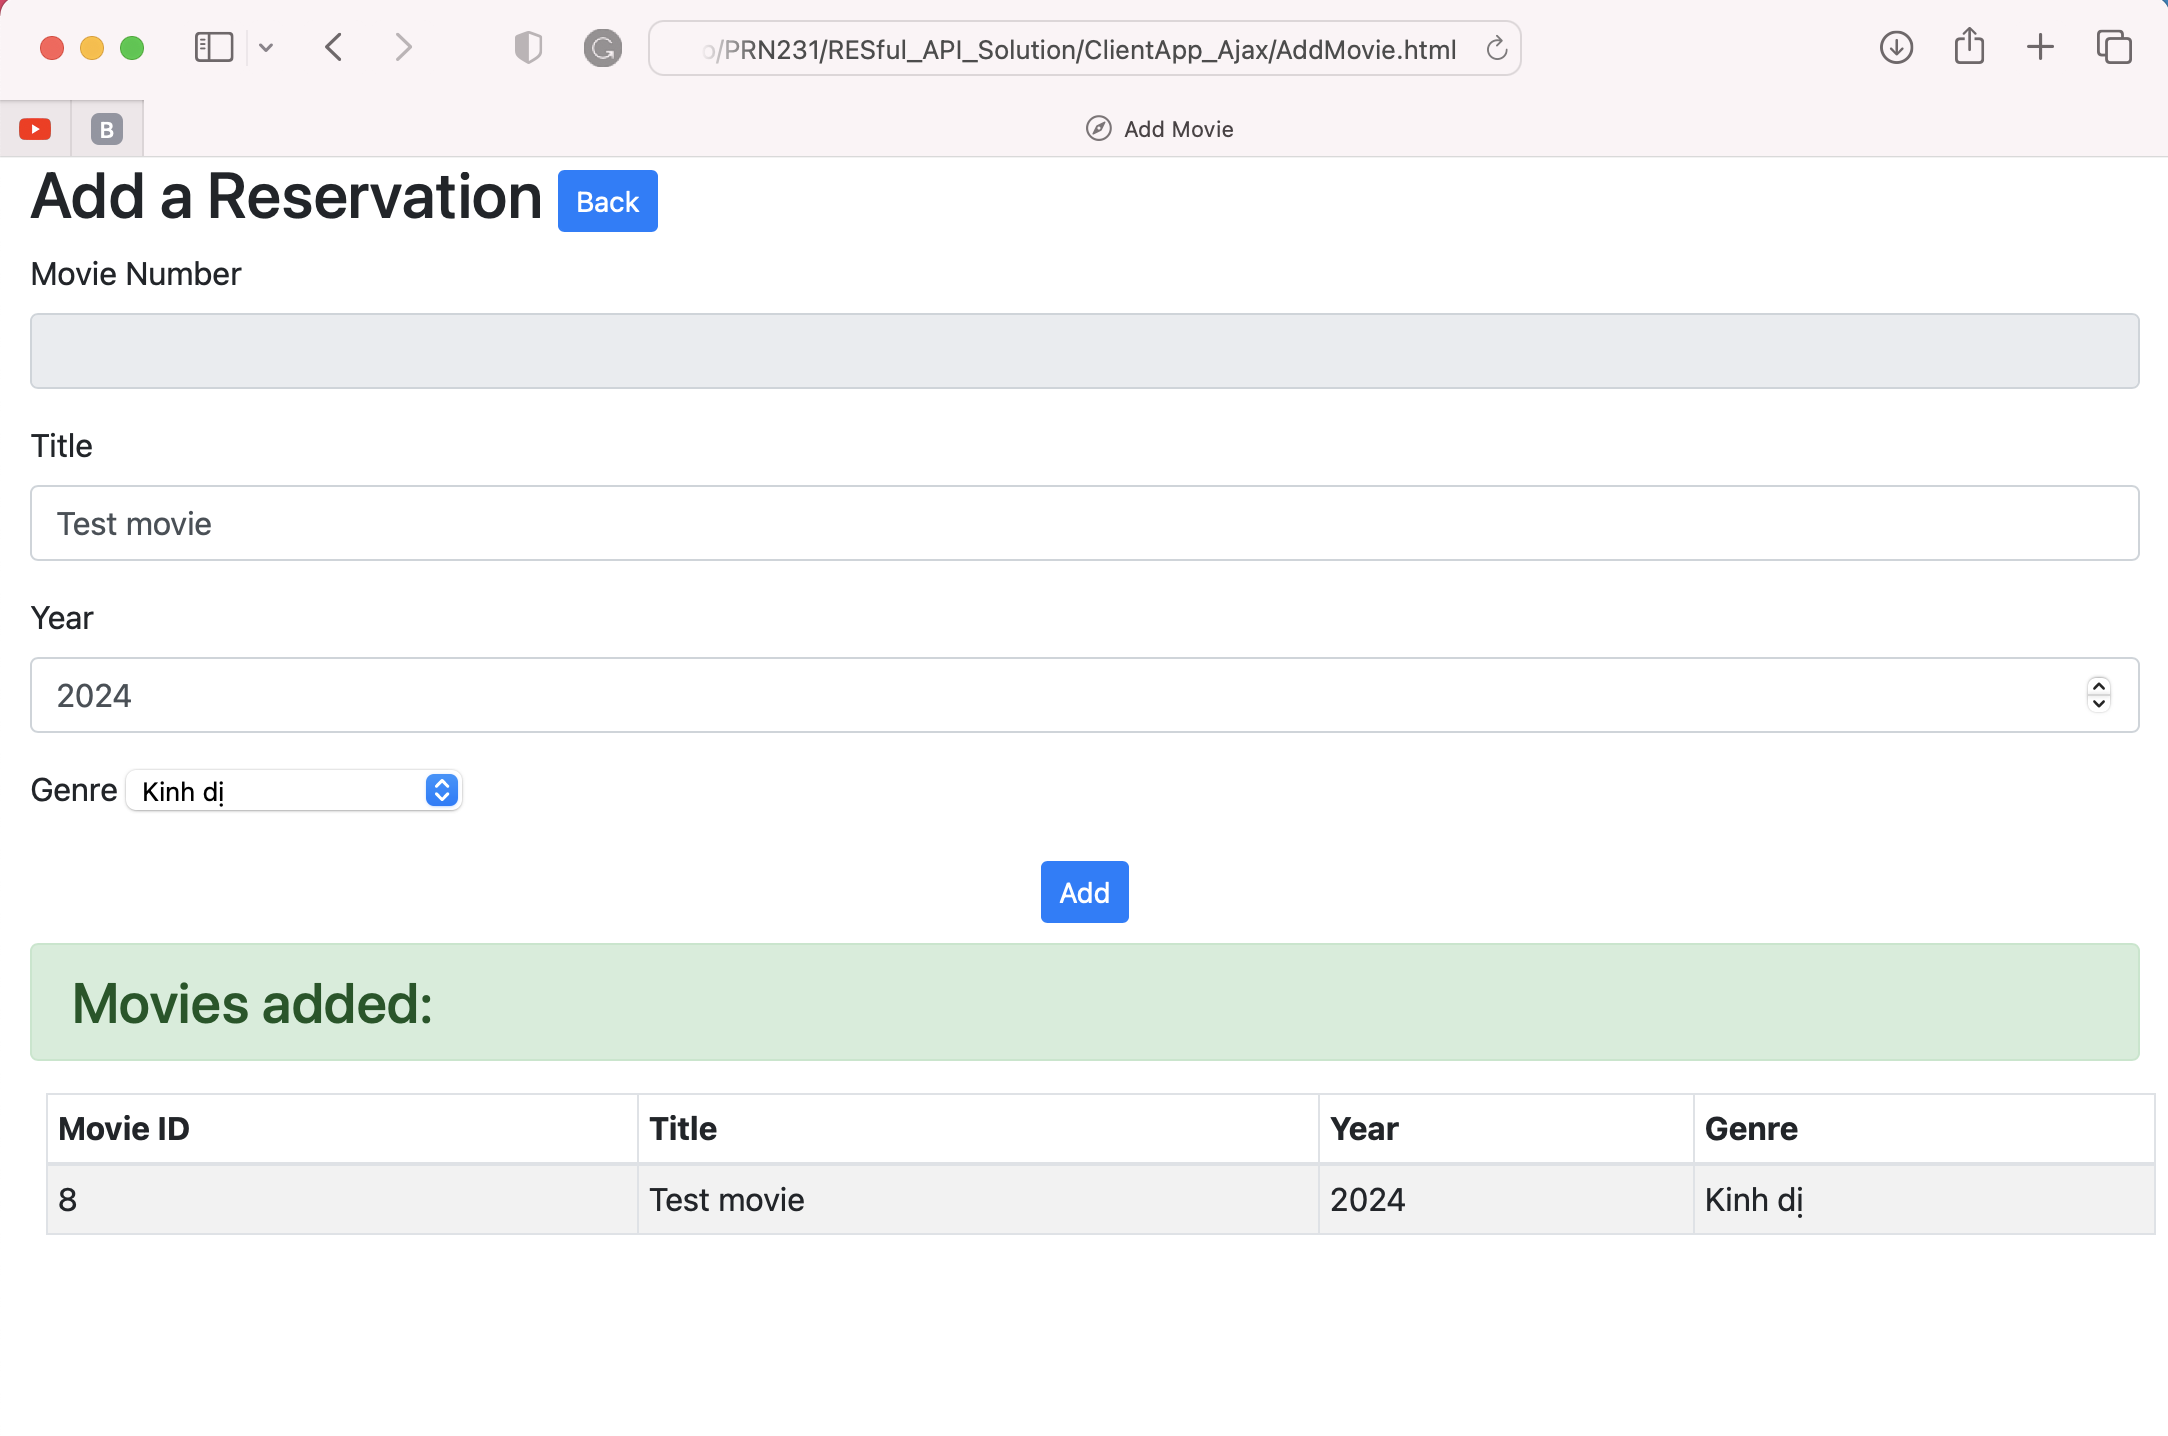 /PRN231/RESful_API_Solution/ClientApp_Ajax/AddMovie.html
B
Add Movie
Add a Reservation Back
Movie Number
Title
Test movie
Year
2024
Genre Kinh dị
Add
Movies added:
Movie ID Title Year Genre
8 Test movie 2024 Kinh dị